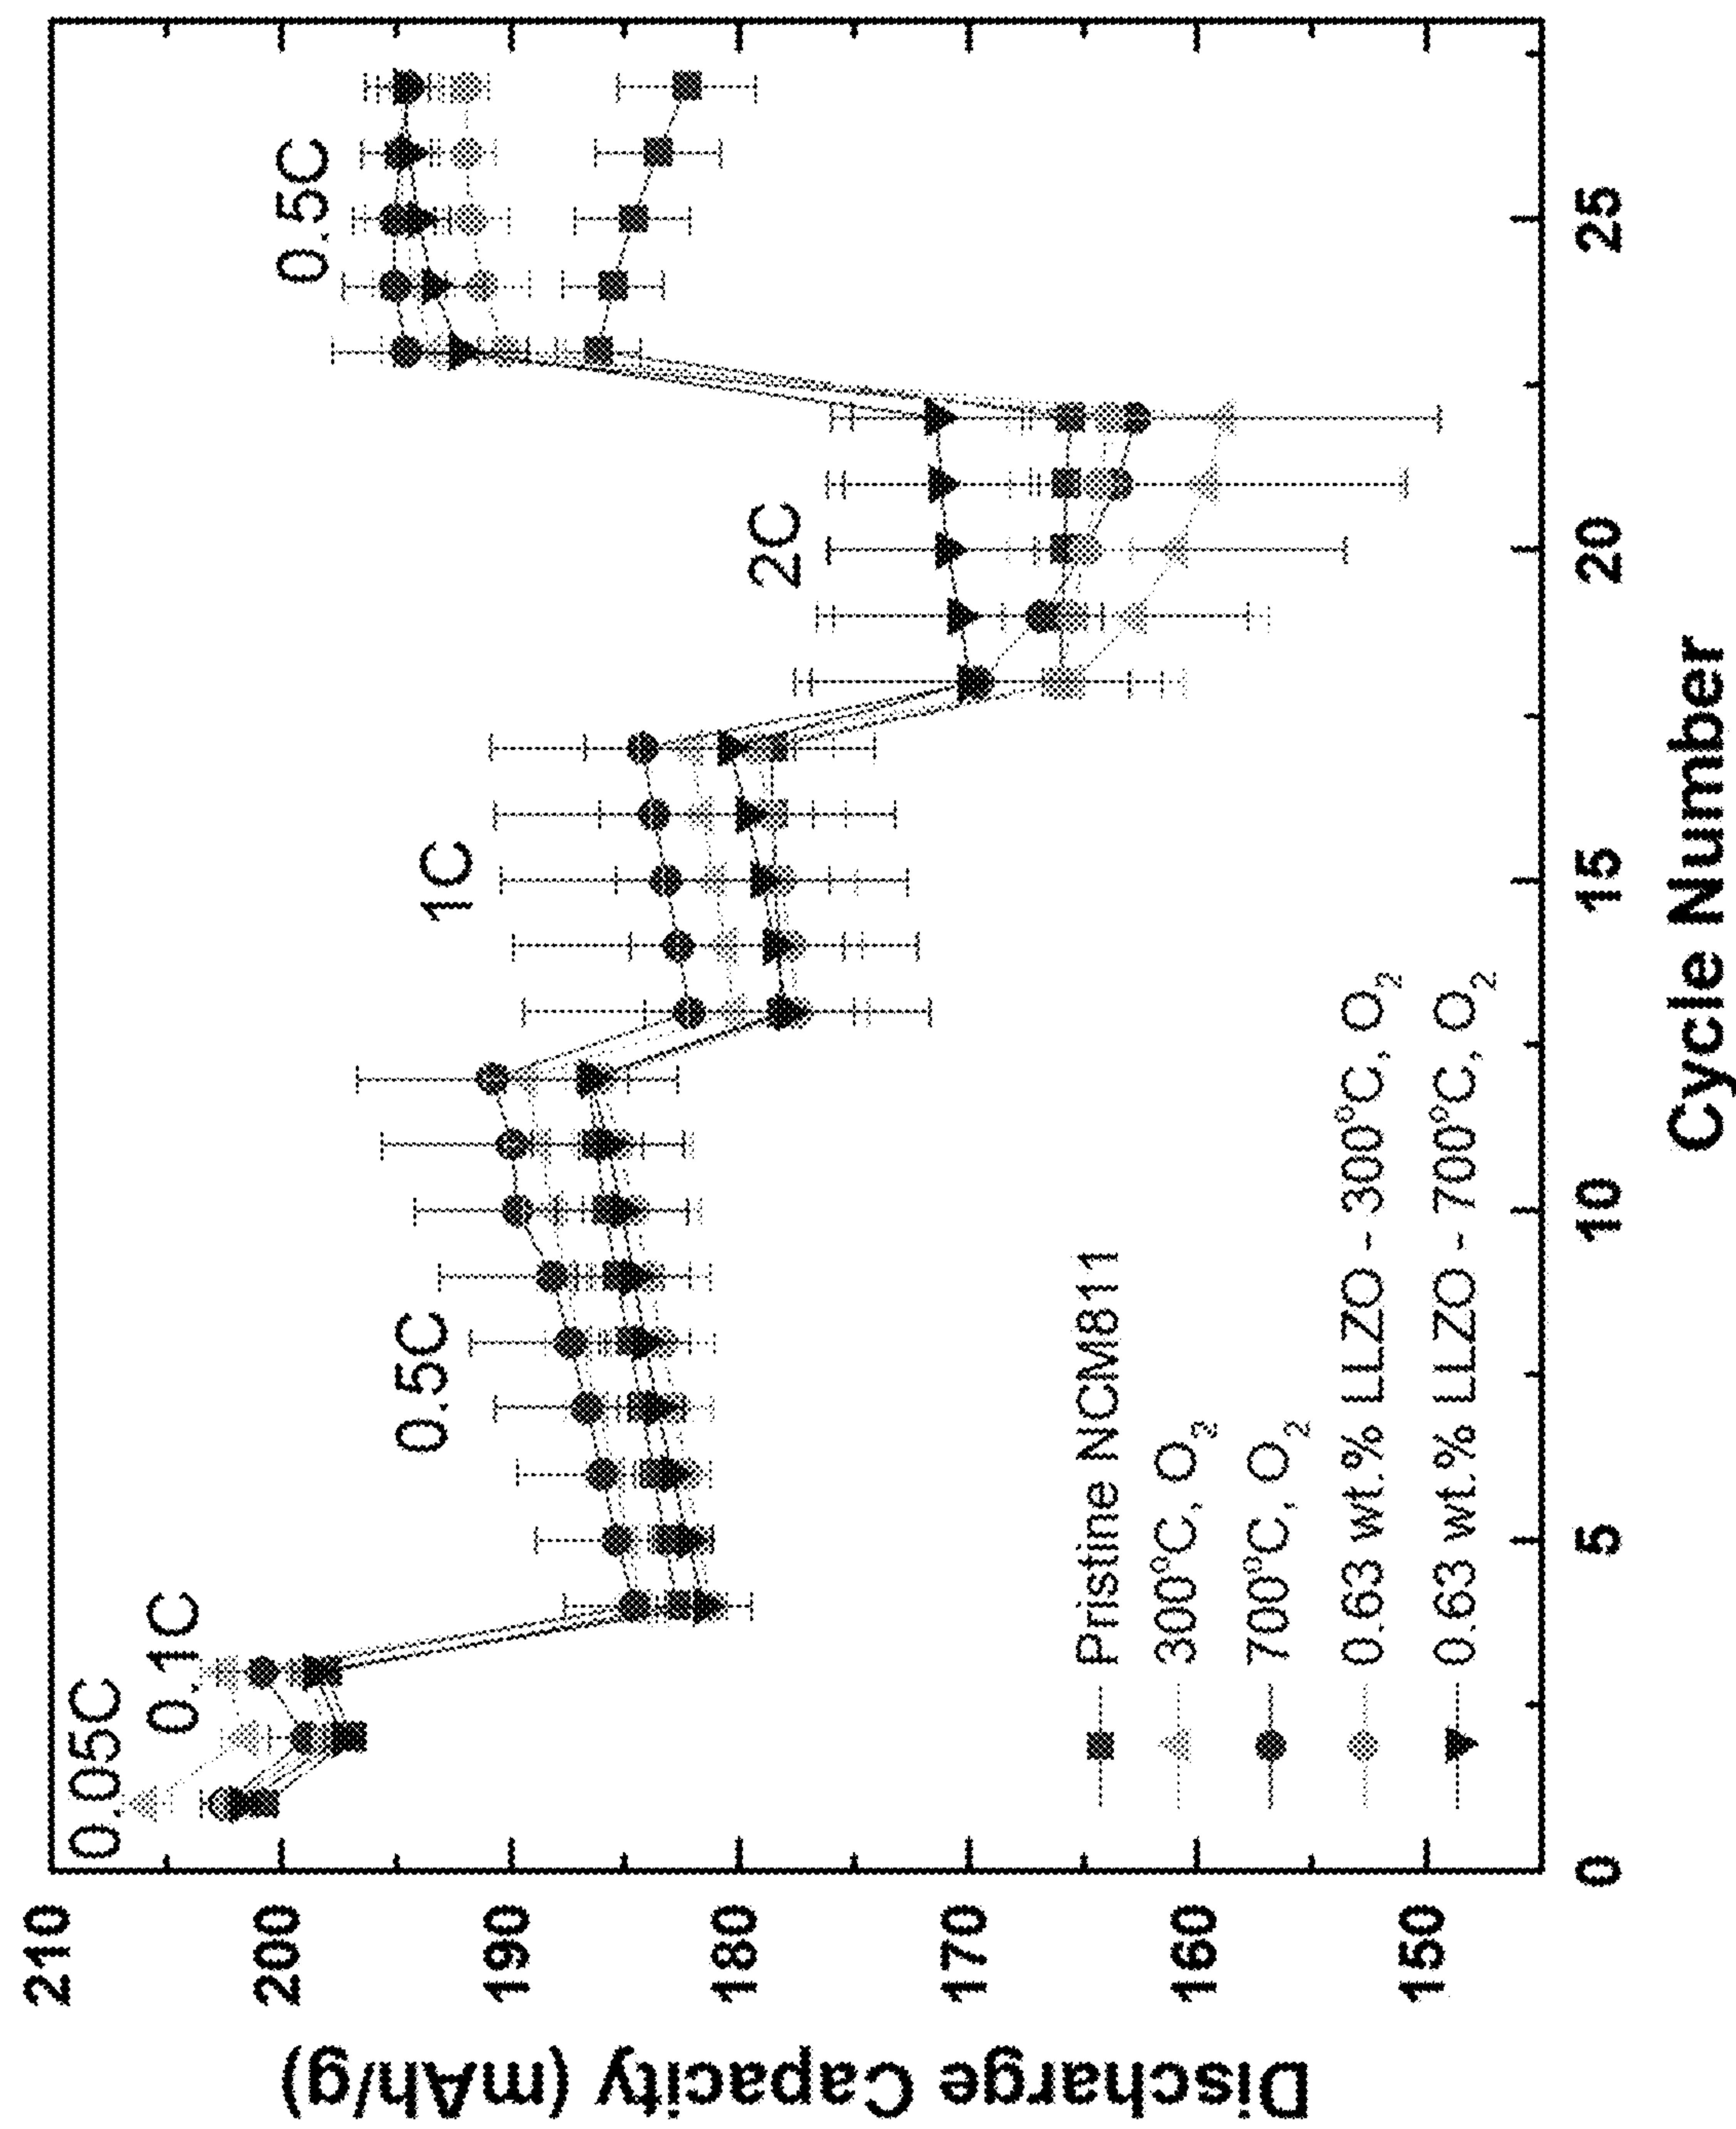 Discharge Capacity (mAh/g)
210
200
190
180
170
160
150
0.05C
0.1C
0.5C
1C
2C
0.5C
Pristine NCM811
300°C, O₂
700°C, O₂
0.63 wt.% LLZO - 300°C, O₂
0.63 wt.% LLZO - 700°C, O₂
0 5 10 15 20 25
Cycle Number